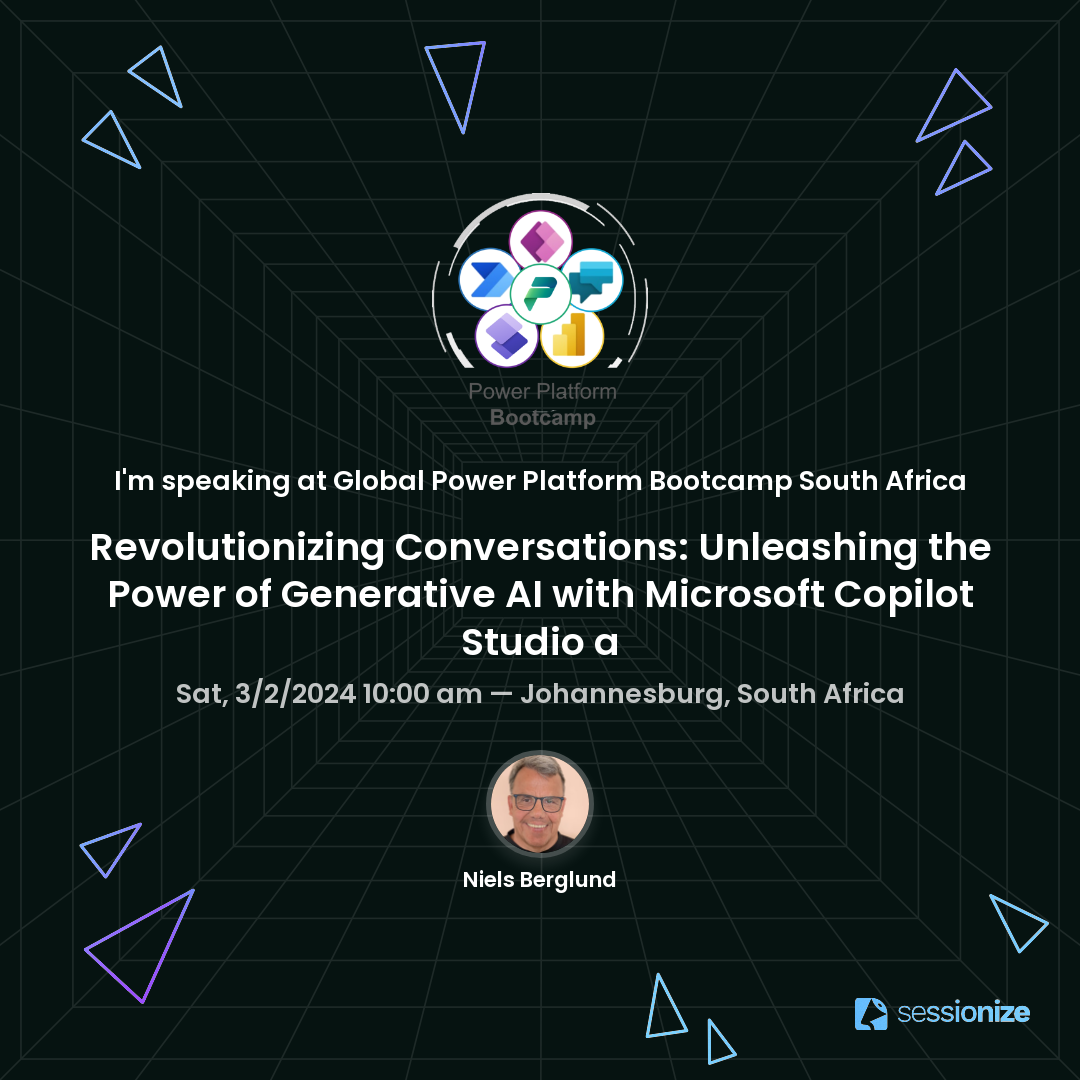 Power Platform
Bootcamp
I'm speaking at Global Power Platform Bootcamp South Africa
Revolutionizing Conversations: Unleashing the
Power of Generative AI with Microsoft Copilot
Studio a
Sat, 3/2/2024 10:00 am — Johannesburg, South Africa
Niels Berglund
sessionize